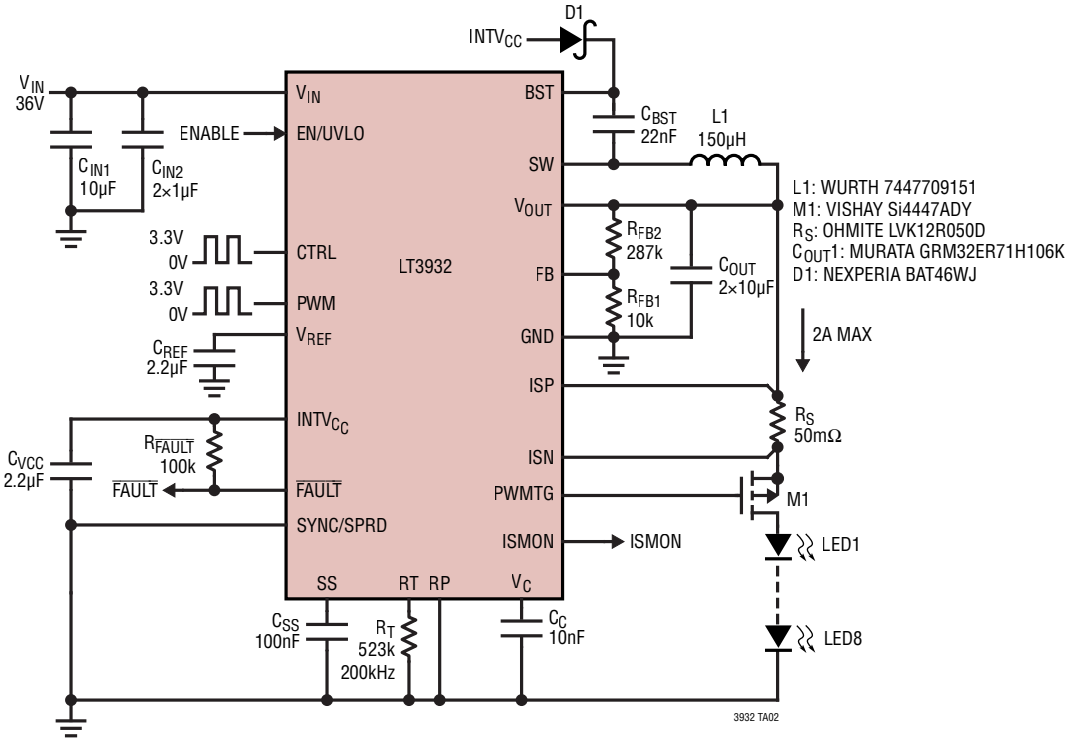 D1
INTVCC
VIN
36V
VIN
BST
CBST
22nF
L1
150µH
ENABLE
EN/UVLO
CIN1
10µF
CIN2
2×1µF
SW
L1: WURTH 7447709151
M1: VISHAY Si4447ADY
RS: OHMITE LVK12R050D
COUT1: MURATA GRM32ER71H106K
D1: NEXPERIA BAT46WJ
VOUT
RFB2
287k
3.3V
0V
CTRL
LT3932
FB
COUT
2×10µF
3.3V
0V
PWM
RFB1
10k
VREF
GND
2A MAX
CREF
2.2µF
ISP
INTVCC
RS
50mΩ
RFAULT
100k
CVCC
2.2µF
ISN
FAULT
FAULT
PWMTG
M1
SYNC/SPRD
ISMON
ISMON
LED1
SS
RT
RP
VC
CSS
100nF
RT
523k
200kHz
CC
10nF
LED8
3932 TA02